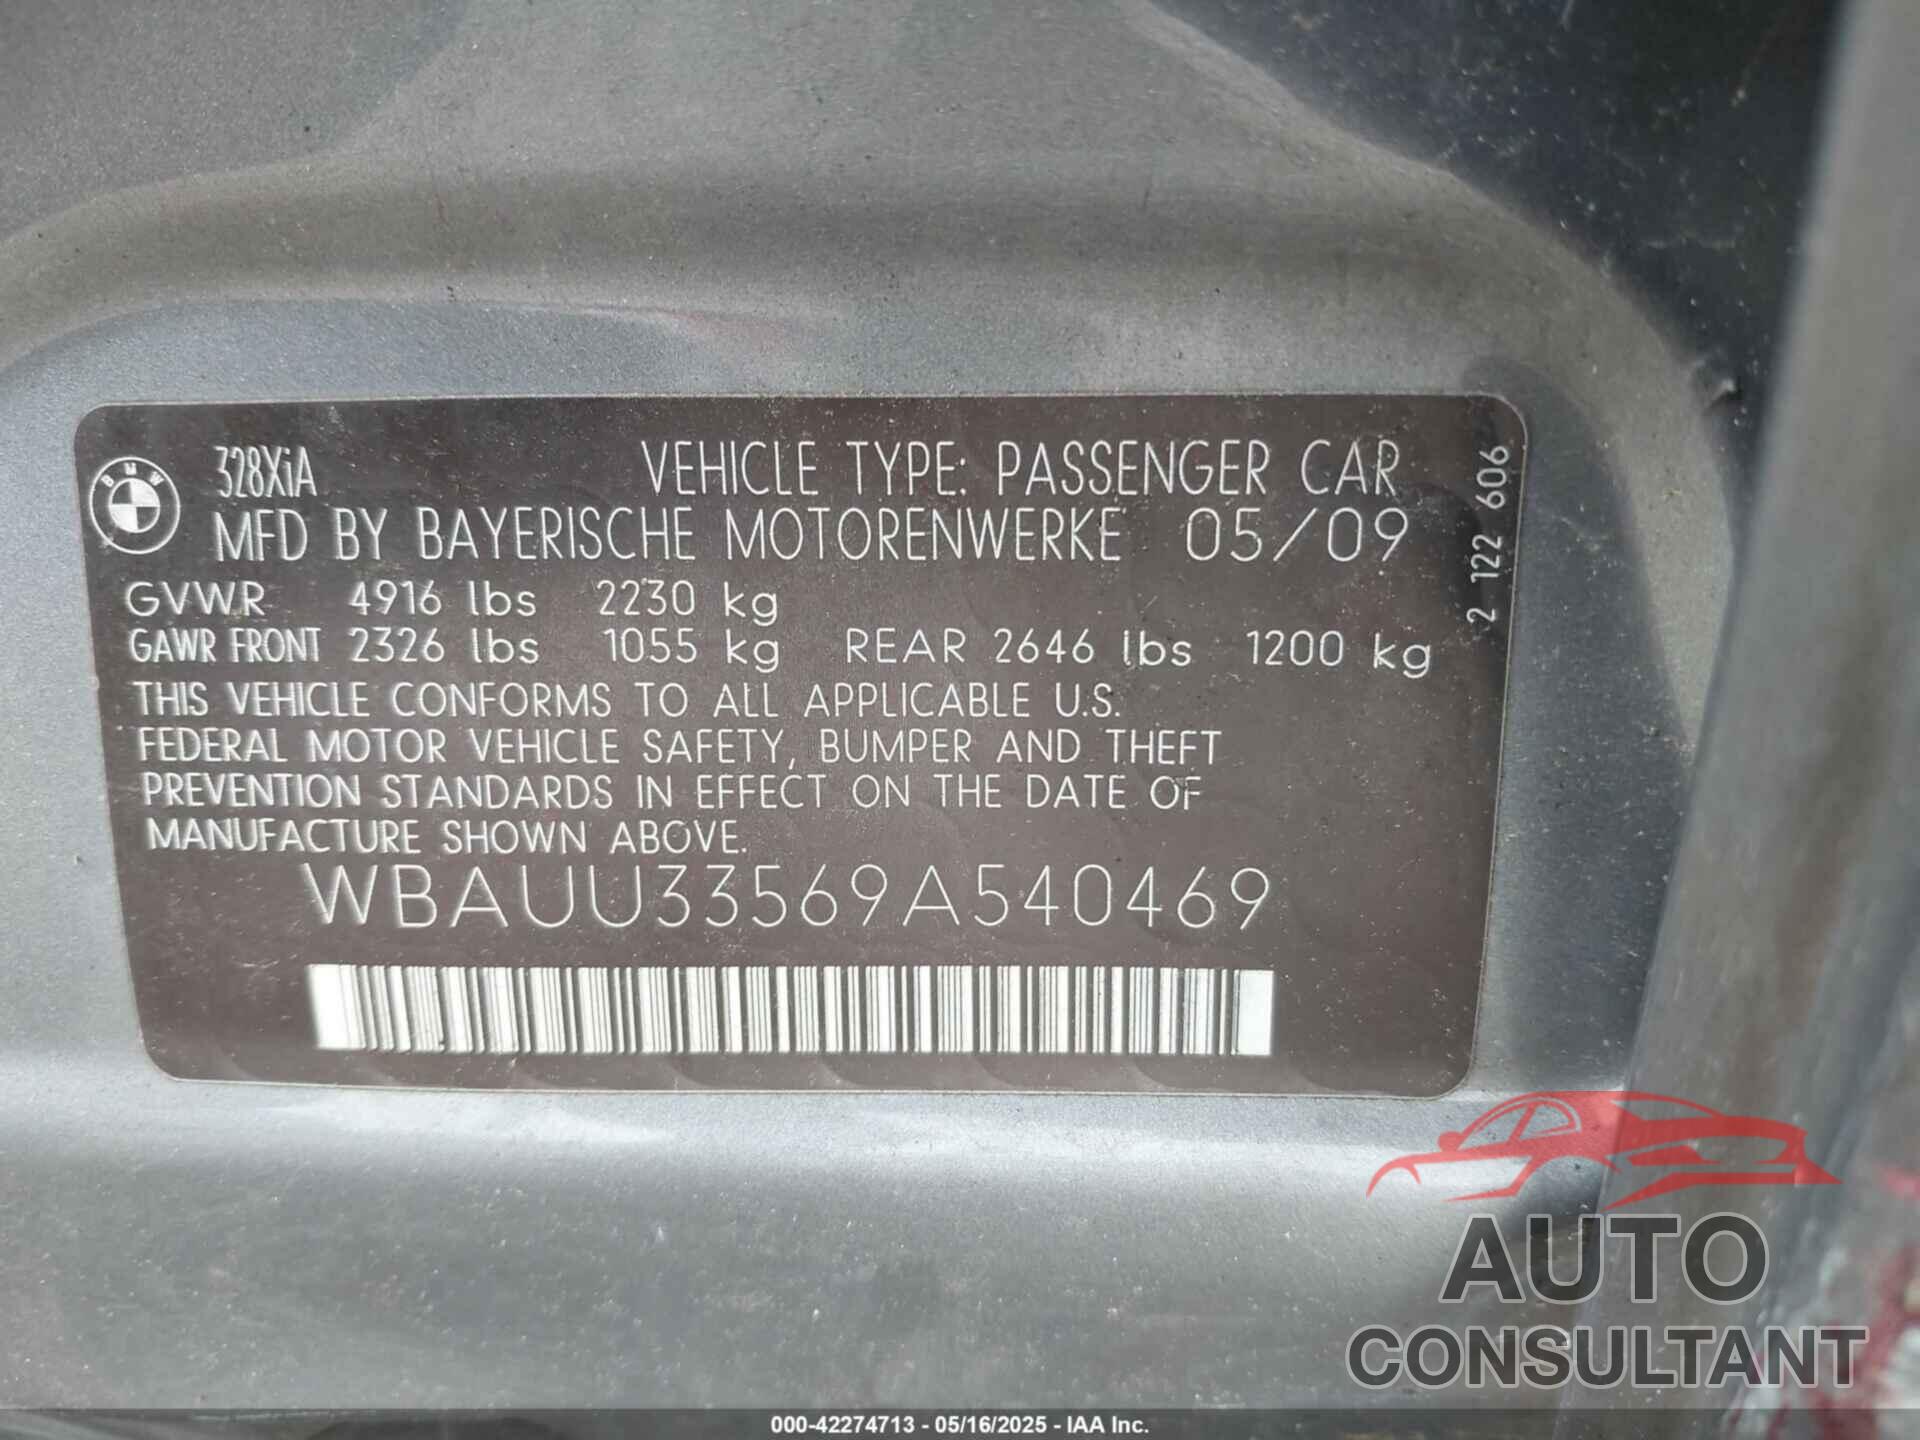 BMW
328XiA VEHICLE TYPE: PASSENGER CAR
MFD BY BAYERISCHE MOTORENWERKE 05/09
GVWR 4916 lbs 2230 kg
GAWR FRONT 2326 lbs 1055 kg REAR 2646 lbs 1200 kg
THIS VEHICLE CONFORMS TO ALL APPLICABLE U.S.
FEDERAL MOTOR VEHICLE SAFETY, BUMPER AND THEFT
PREVENTION STANDARDS IN EFFECT ON THE DATE OF
MANUFACTURE SHOWN ABOVE.
WBAUU33569A540469
2 122 606
AUTO
CONSULTANT
000-42274713 - 05/16/2025 - IAA Inc.